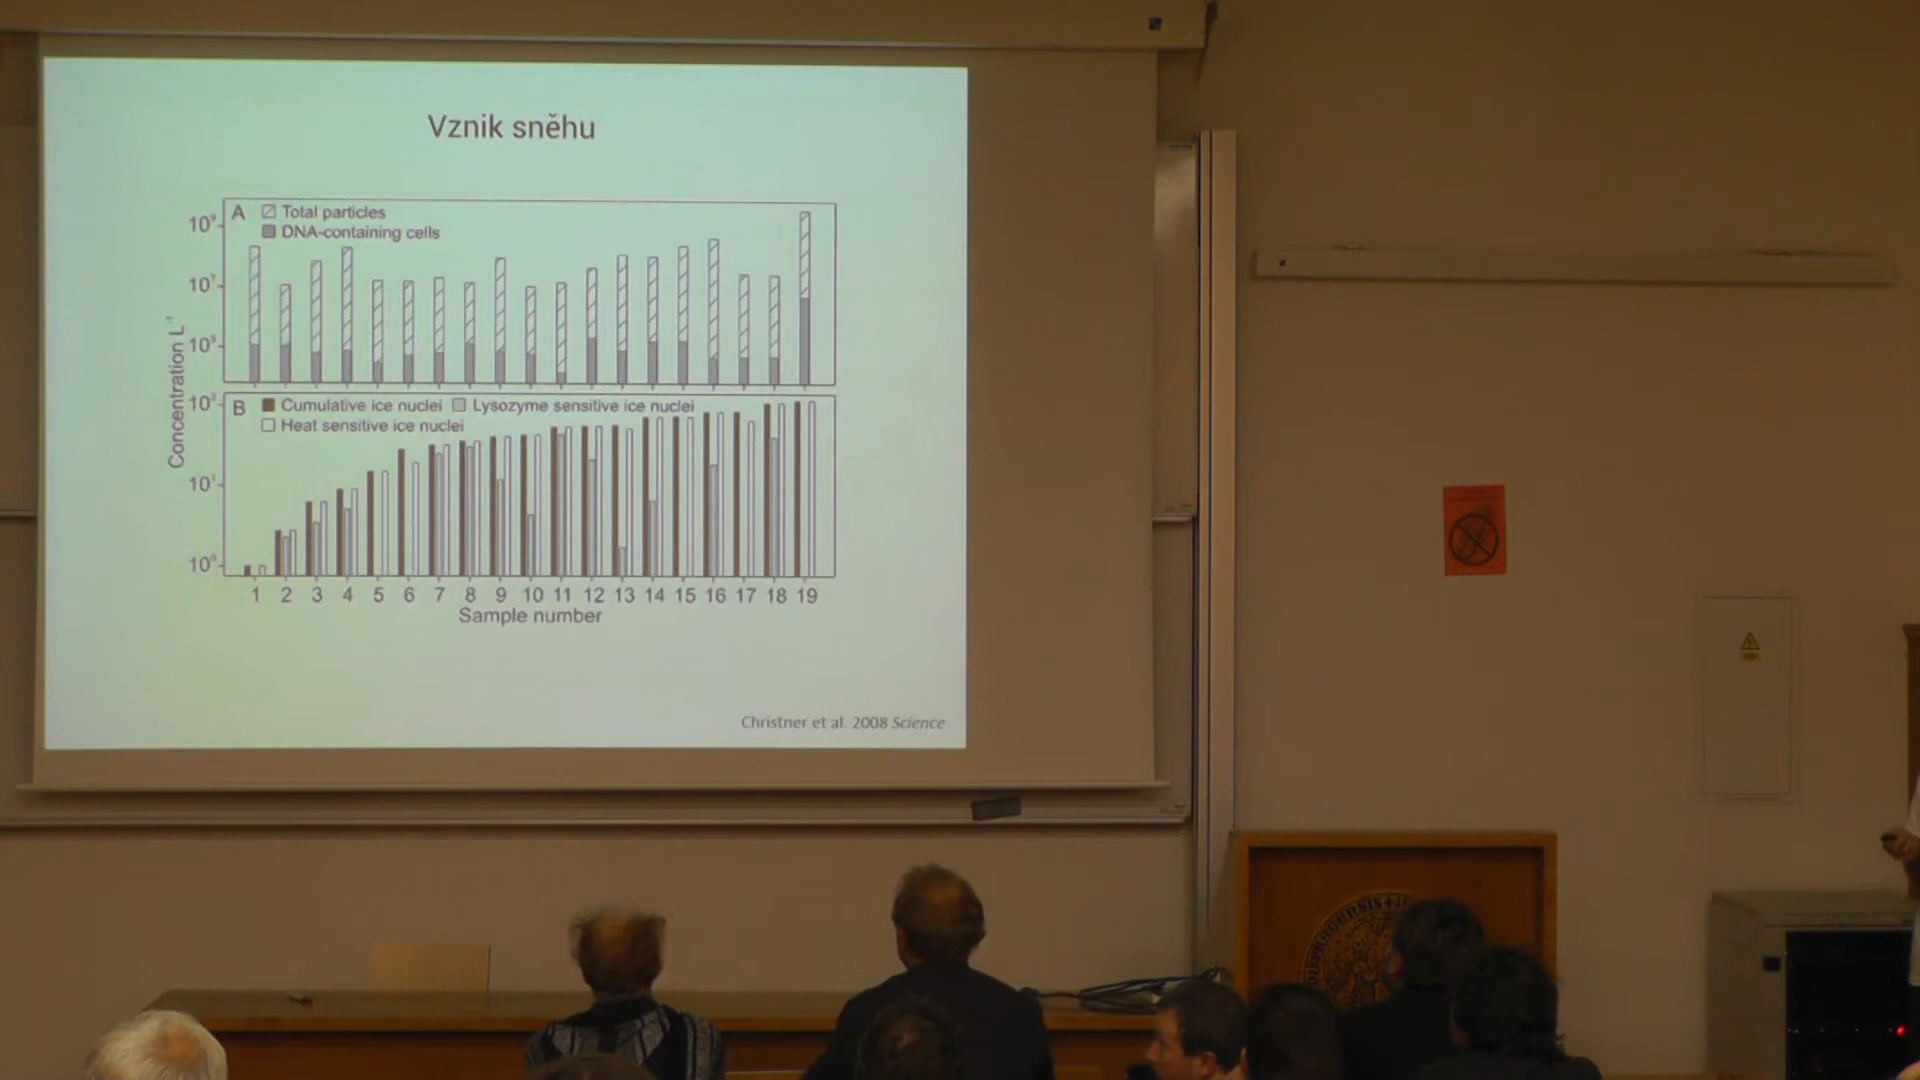 Vznik sněhu
A Total particles
DNA-containing cells
10⁹
10⁷
10⁵
Concentration L⁻¹
B Cumulative ice nuclei Lysozyme sensitive ice nuclei
Heat sensitive ice nuclei
10²
10¹
10⁰
1 2 3 4 5 6 7 8 9 10 11 12 13 14 15 16 17 18 19
Sample number
Christner et al. 2008 Science